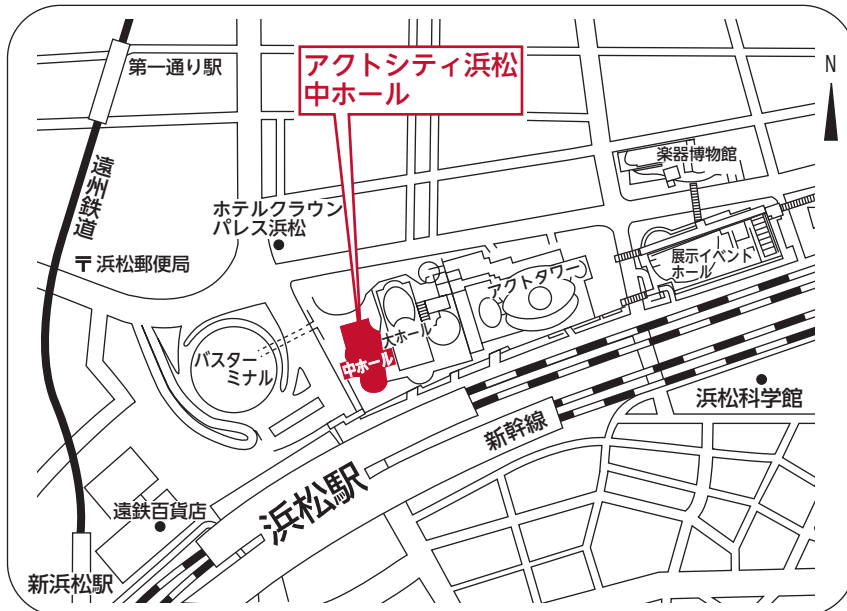 第一通り駅
アクトシティ浜松
中ホール
N
楽器博物館
遠州鉄道
ホテルクラウン
パレス浜松
〒浜松郵便局
展示イベント
ホール
アクトタワー
大ホール
中ホール
バスター
ミナル
浜松科学館
新幹線
浜松駅
遠鉄百貨店
新浜松駅